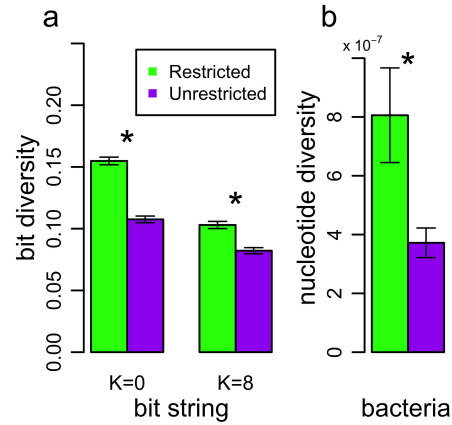 a
bit diversity
0.20
0.15
0.10
0.05
0.00
Restricted
Unrestricted
*
*
K=0
K=8
bit string
b
x 10⁻⁷
nucleotide diversity
8
6
4
2
0
*
bacteria